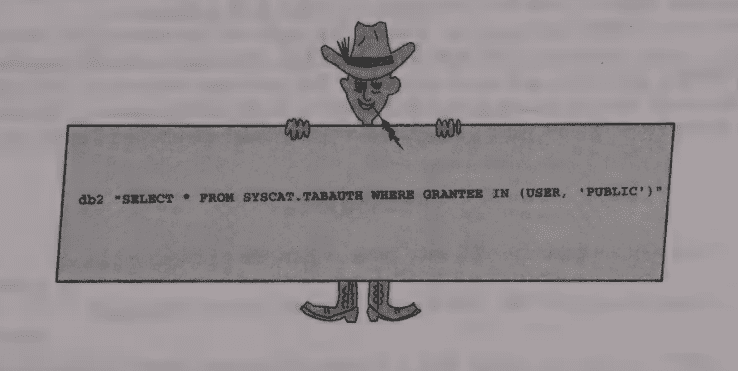 db2 "SELECT * FROM SYSCAT.TABAUTH WHERE GRANTEE IN (USER, 'PUBLIC')"